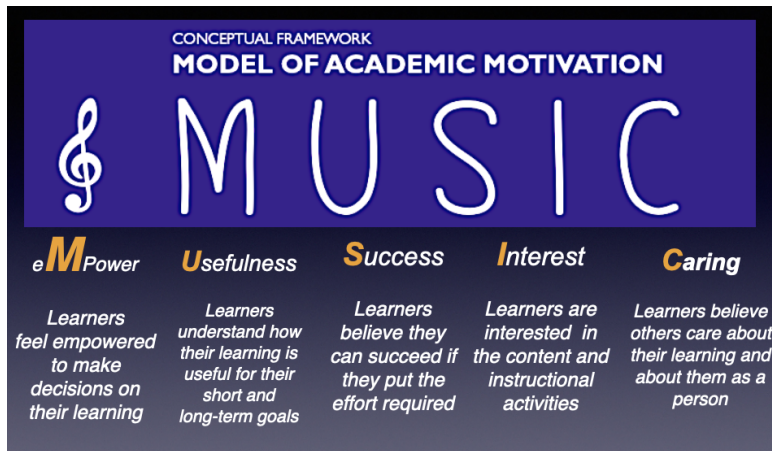 CONCEPTUAL FRAMEWORK
MODEL OF ACADEMIC MOTIVATION
MUSIC
eMPower
Learners
feel empowered
to make
decisions on
their learning
Usefulness
Learners
understand how
their learning is
useful for their
short and
long-term goals
Success
Learners
believe they
can succeed if
they put the
effort required
Interest
Learners are
interested in
the content and
instructional
activities
Caring
Learners believe
others care about
their learning and
about them as a
person